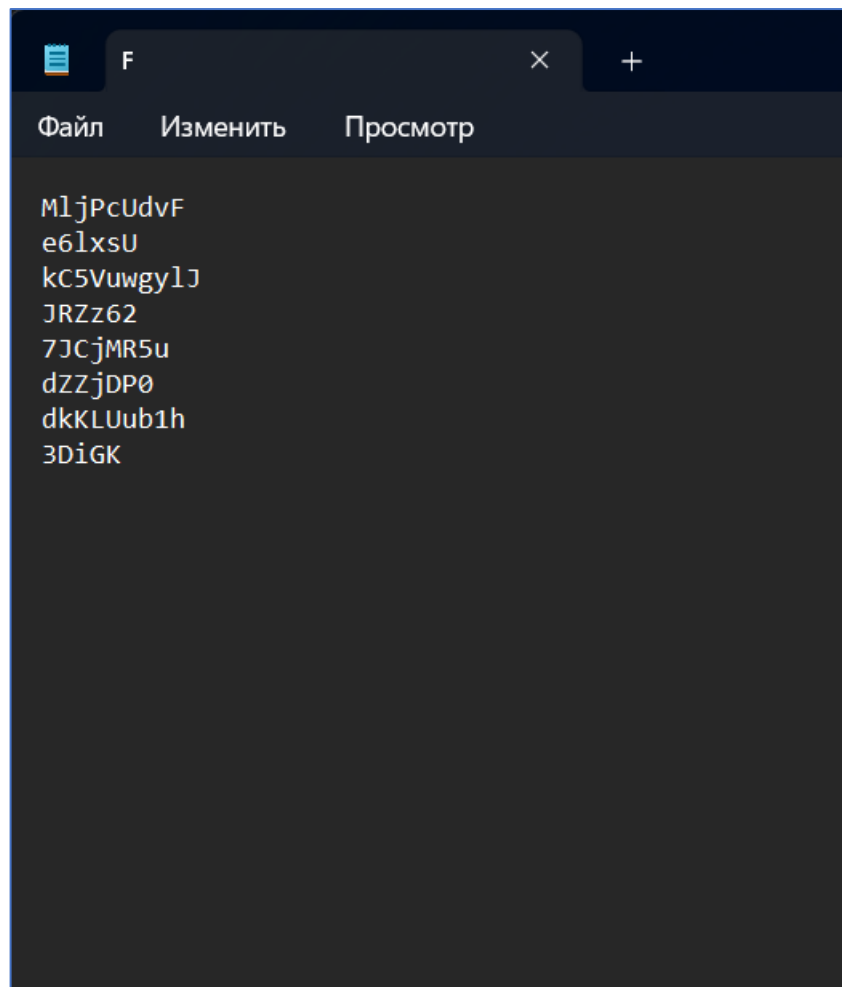 F
Файл Изменить Просмотр
MljPcUdvF
e6lxsU
kC5VuwgylJ
JRZz62
7JCjMR5u
dZZjDP0
dkKLUub1h
3DiGK